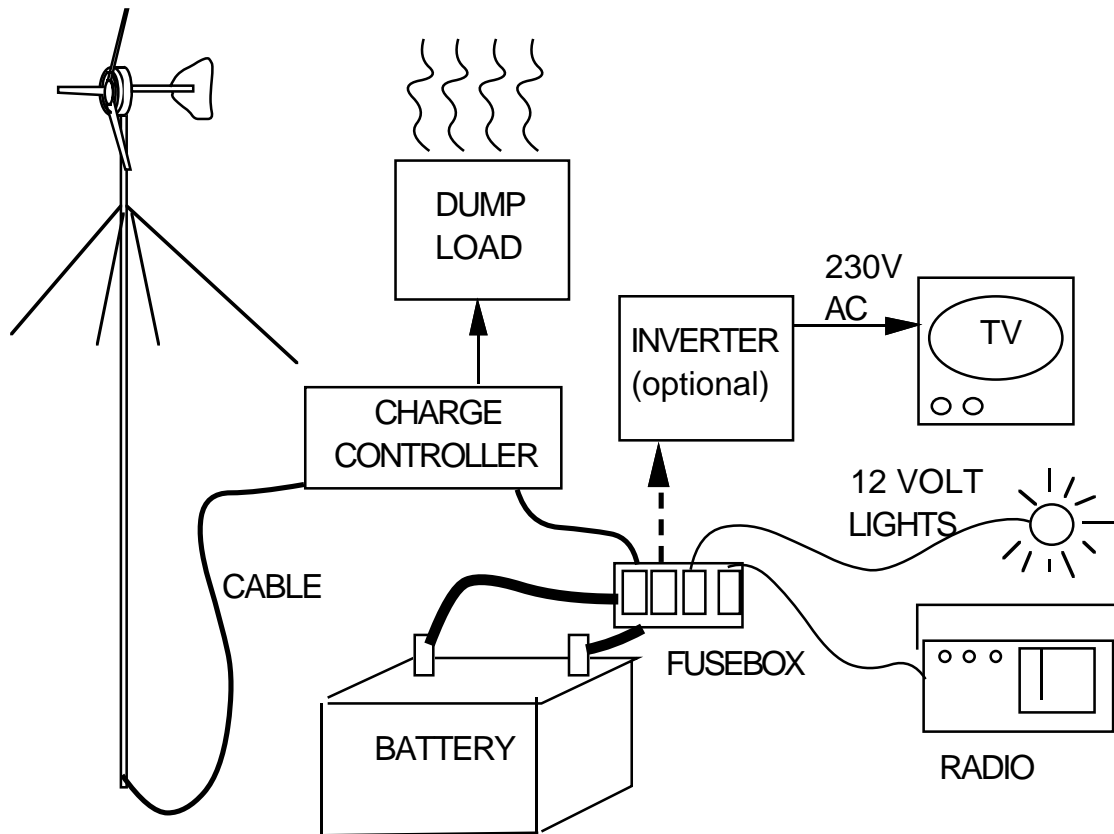 DUMP
LOAD
230V
AC
TV
INVERTER
(optional)
CHARGE
CONTROLLER
12 VOLT
LIGHTS
CABLE
FUSEBOX
BATTERY
RADIO